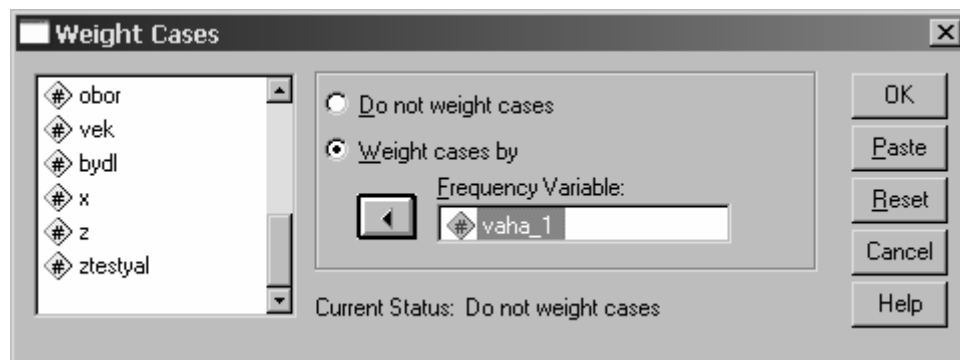 Weight Cases
obor
vek
bydl
x
z
ztestyal
Do not weight cases
Weight cases by
Frequency Variable:
vaha_1
Current Status: Do not weight cases
OK
Paste
Reset
Cancel
Help